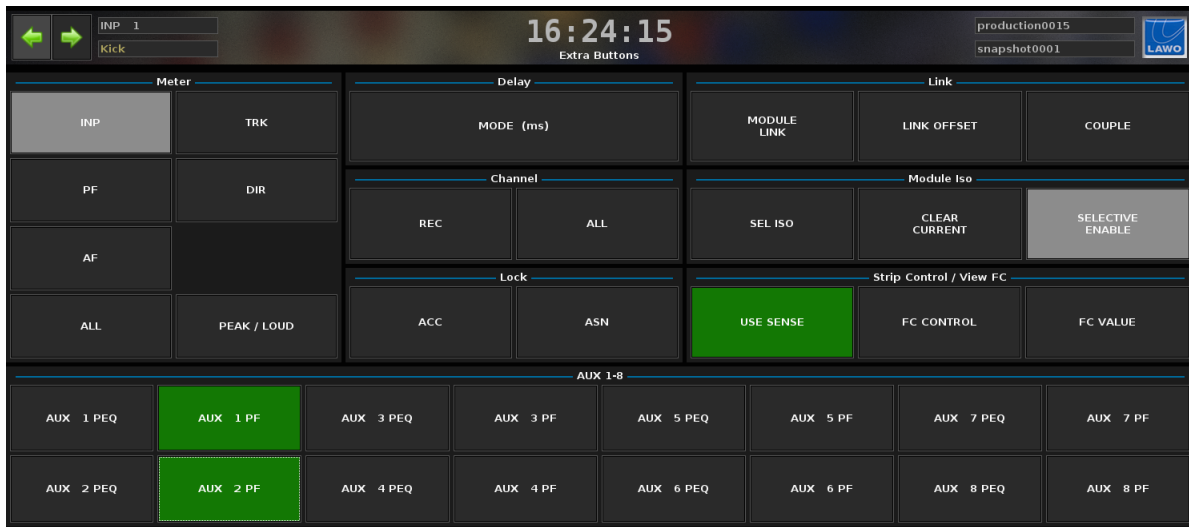 INP 1
Kick
16:24:15
Extra Buttons
production0015
snapshot0001
LAWO
Meter
INP
TRK
PF
DIR
AF
ALL
PEAK / LOUD
Delay
MODE (ms)
Channel
REC
ALL
Lock
ACC
ASN
Link
MODULE
LINK
LINK OFFSET
COUPLE
Module Iso
SEL ISO
CLEAR
CURRENT
SELECTIVE
ENABLE
Strip Control / View FC
USE SENSE
FC CONTROL
FC VALUE
AUX 1-8
AUX 1 PEQ
AUX 1 PF
AUX 3 PEQ
AUX 3 PF
AUX 5 PEQ
AUX 5 PF
AUX 7 PEQ
AUX 7 PF
AUX 2 PEQ
AUX 2 PF
AUX 4 PEQ
AUX 4 PF
AUX 6 PEQ
AUX 6 PF
AUX 8 PEQ
AUX 8 PF